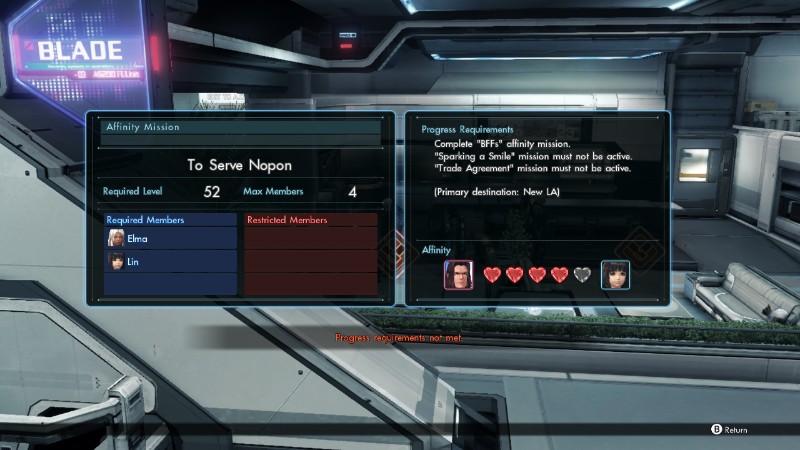 BLADE
Affinity Mission
To Serve Nopon
Required Level 52 Max Members 4
Required Members
Elma
Lin
Restricted Members
Progress Requirements
Complete "BFFs" affinity mission.
"Sparking a Smile" mission must not be active.
"Trade Agreement" mission must not be active.
(Primary destination: New LA)
Affinity
Progress requirements not met.
B Return